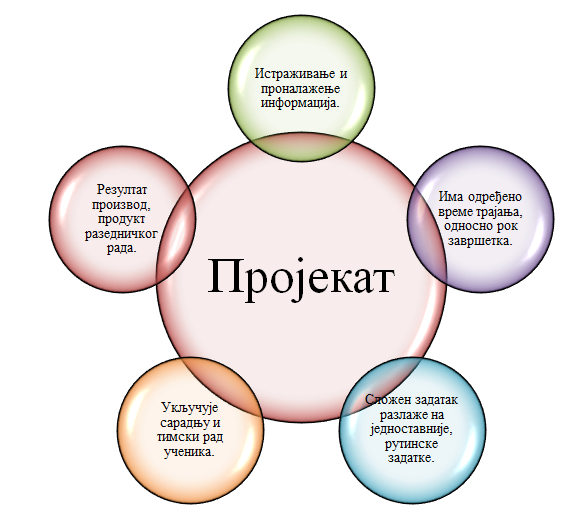 Истраживање и
проналажење
информација.
Има одређено
време трајања,
односно рок
завршетка.
Сложен задатак
разлаже на
једноставније,
рутинске
задатке.
Укључује
сарадњу и
тимски рад
ученика.
Резултат
производ,
продукт
разедничког
рада.
Пројекат